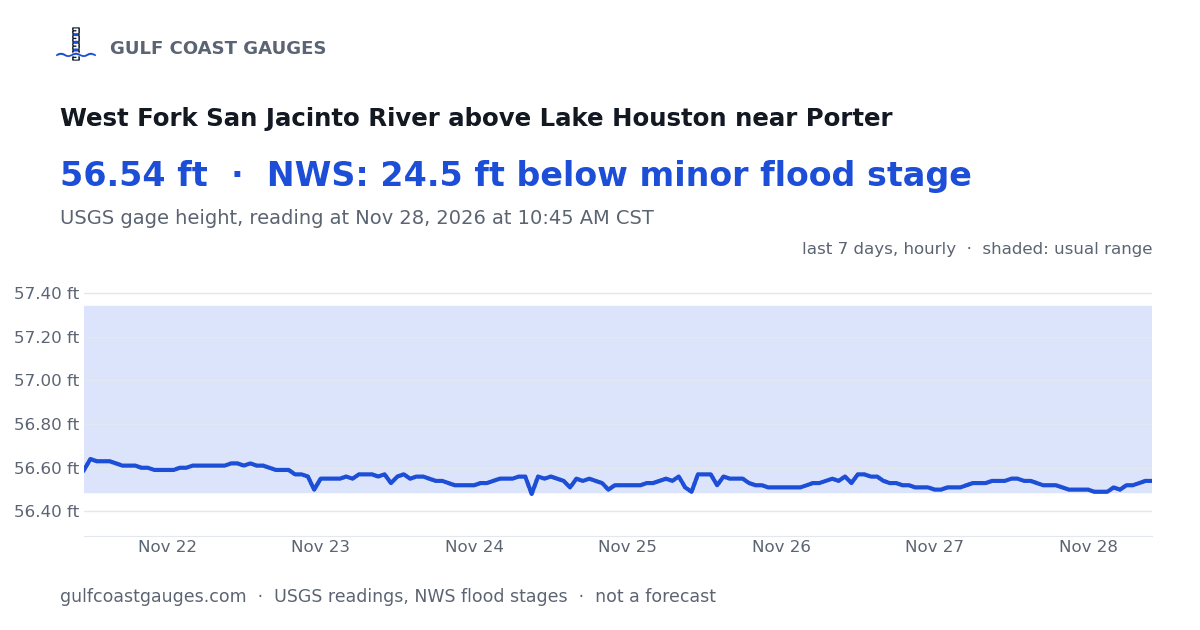 GULF COAST GAUGES
West Fork San Jacinto River above Lake Houston near Porter
56.54 ft · NWS: 24.5 ft below minor flood stage
USGS gage height, reading at Nov 28, 2026 at 10:45 AM CST
last 7 days, hourly · shaded: usual range
57.40 ft
57.20 ft
57.00 ft
56.80 ft
56.60 ft
56.40 ft
Nov 22 Nov 23 Nov 24 Nov 25 Nov 26 Nov 27 Nov 28
gulfcoastgauges.com · USGS readings, NWS flood stages · not a forecast